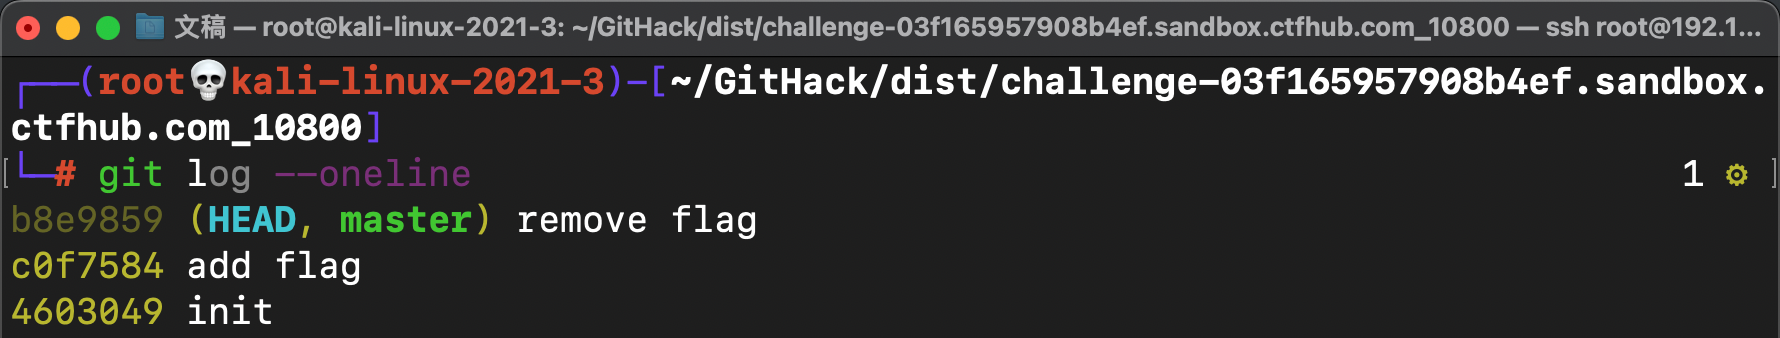 文稿 — root@kali-linux-2021-3: ~/GitHack/dist/challenge-03f165957908b4ef.sandbox.ctfhub.com_10800 — ssh root@192.1...
┌──(root💀kali-linux-2021-3)-[~/GitHack/dist/challenge-03f165957908b4ef.sandbox.
ctfhub.com_10800]
[└─# git log --oneline 1 ⚙ ]
b8e9859 (HEAD, master) remove flag
c0f7584 add flag
4603049 init